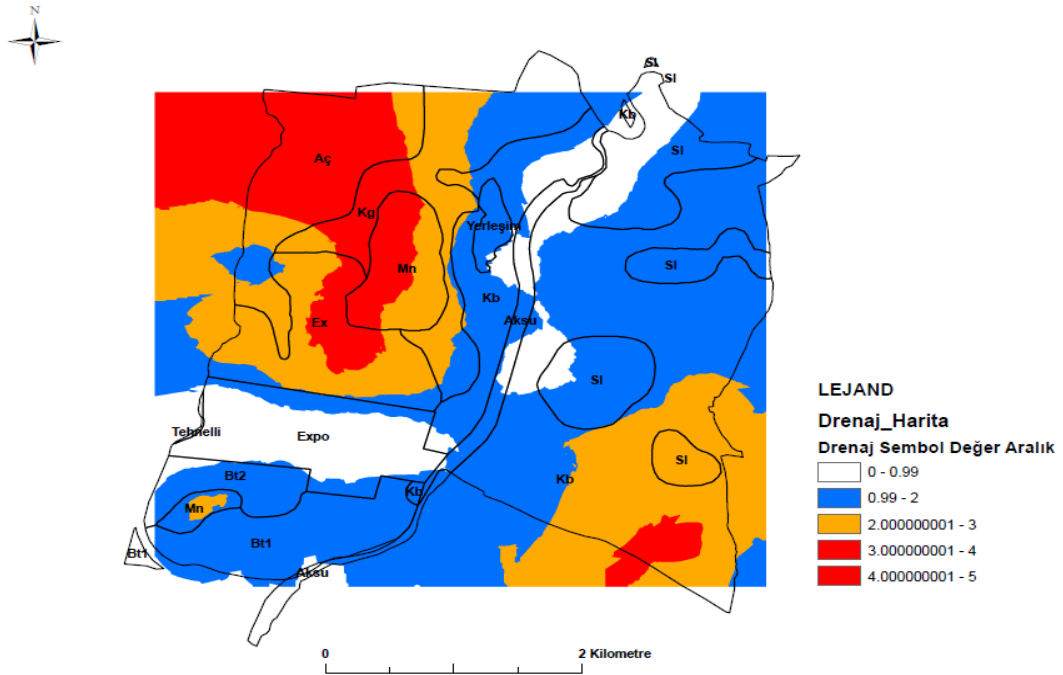 N
Sl
Sl
Kb
Sl
Aç
Kg
Yerleşim
Mn
Sl
Kb
Aksu
Ex
Sl
Tehnelli
Expo
Sl
Bt2
Kb
Kb
Mn
Bt1
Bt1
Aksu
LEJAND
Drenaj_Harita
Drenaj Sembol Değer Aralık
0 - 0.99
0.99 - 2
2.000000001 - 3
3.000000001 - 4
4.000000001 - 5
0
2 Kilometre